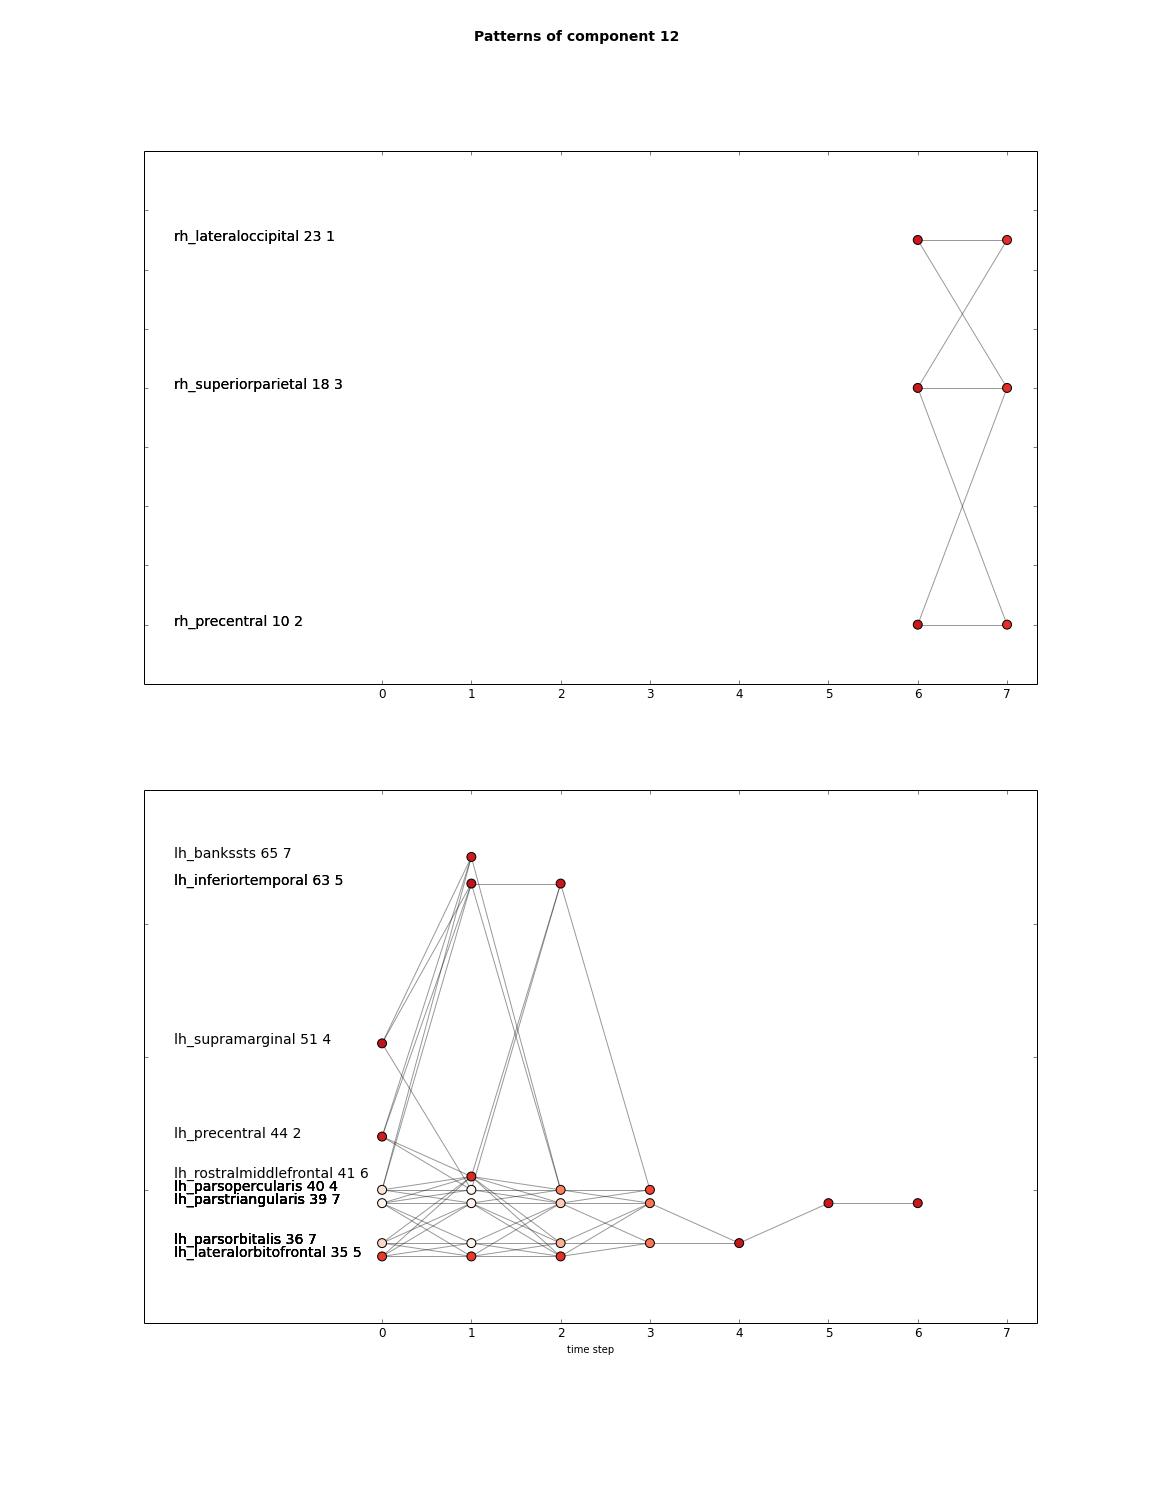 Patterns of component 12
rh_lateraloccipital 23 1
rh_superiorparietal 18 3
rh_precentral 10 2
0 1 2 3 4 5 6 7
lh_bankssts 65 7
lh_inferiortemporal 63 5
lh_supramarginal 51 4
lh_precentral 44 2
lh_rostralmiddlefrontal 41 6
lh_parsopercularis 40 4
lh_parstriangularis 39 7
lh_parsorbitalis 36 7
lh_lateralorbitofrontal 35 5
0 1 2 3 4 5 6 7
time step